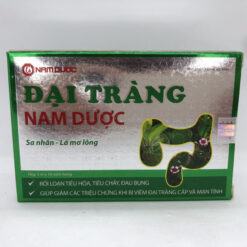 NAM DƯỢC
ĐẠI TRÀNG
NAM DƯỢC
Sa nhân - Lá mơ lông
RỐI LOẠN TIÊU HÓA, TIÊU CHẢY, ĐAU BỤNG
GIÚP GIẢM CÁC TRIỆU CHỨNG KHI BỊ VIÊM ĐẠI TRÀNG CẤP VÀ MẠN TÍNH